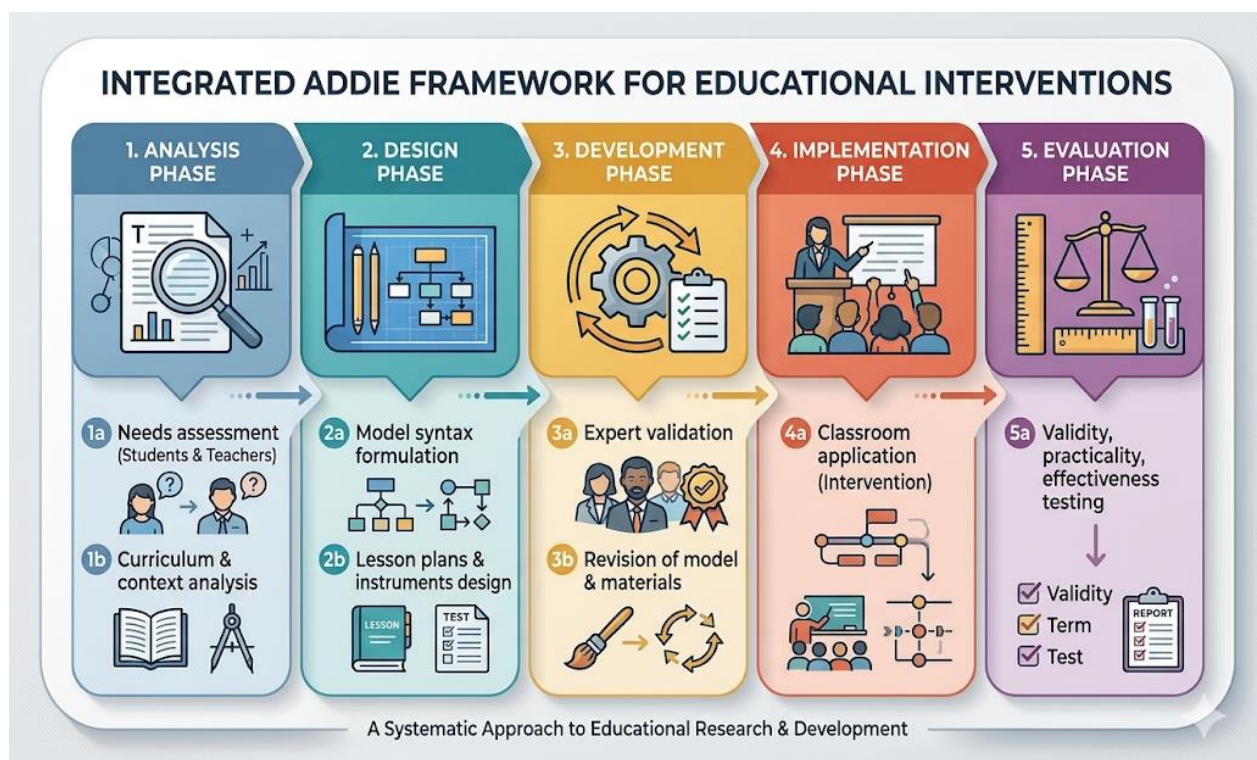 INTEGRATED ADDIE FRAMEWORK FOR EDUCATIONAL INTERVENTIONS
1. ANALYSIS
PHASE
T
1a Needs assessment
(Students & Teachers)
? ?
1b Curriculum &
context analysis
2. DESIGN
PHASE
2a Model syntax
formulation
2b Lesson plans &
instruments design
LESSON
TEST
3. DEVELOPMENT
PHASE
3a Expert validation
3b Revision of model
& materials
4. IMPLEMENTATION
PHASE
4a Classroom
application
(Intervention)
5. EVALUATION
PHASE
5a Validity,
practicality,
effectiveness
testing
Validity
Term
Test
REPORT
A Systematic Approach to Educational Research & Development